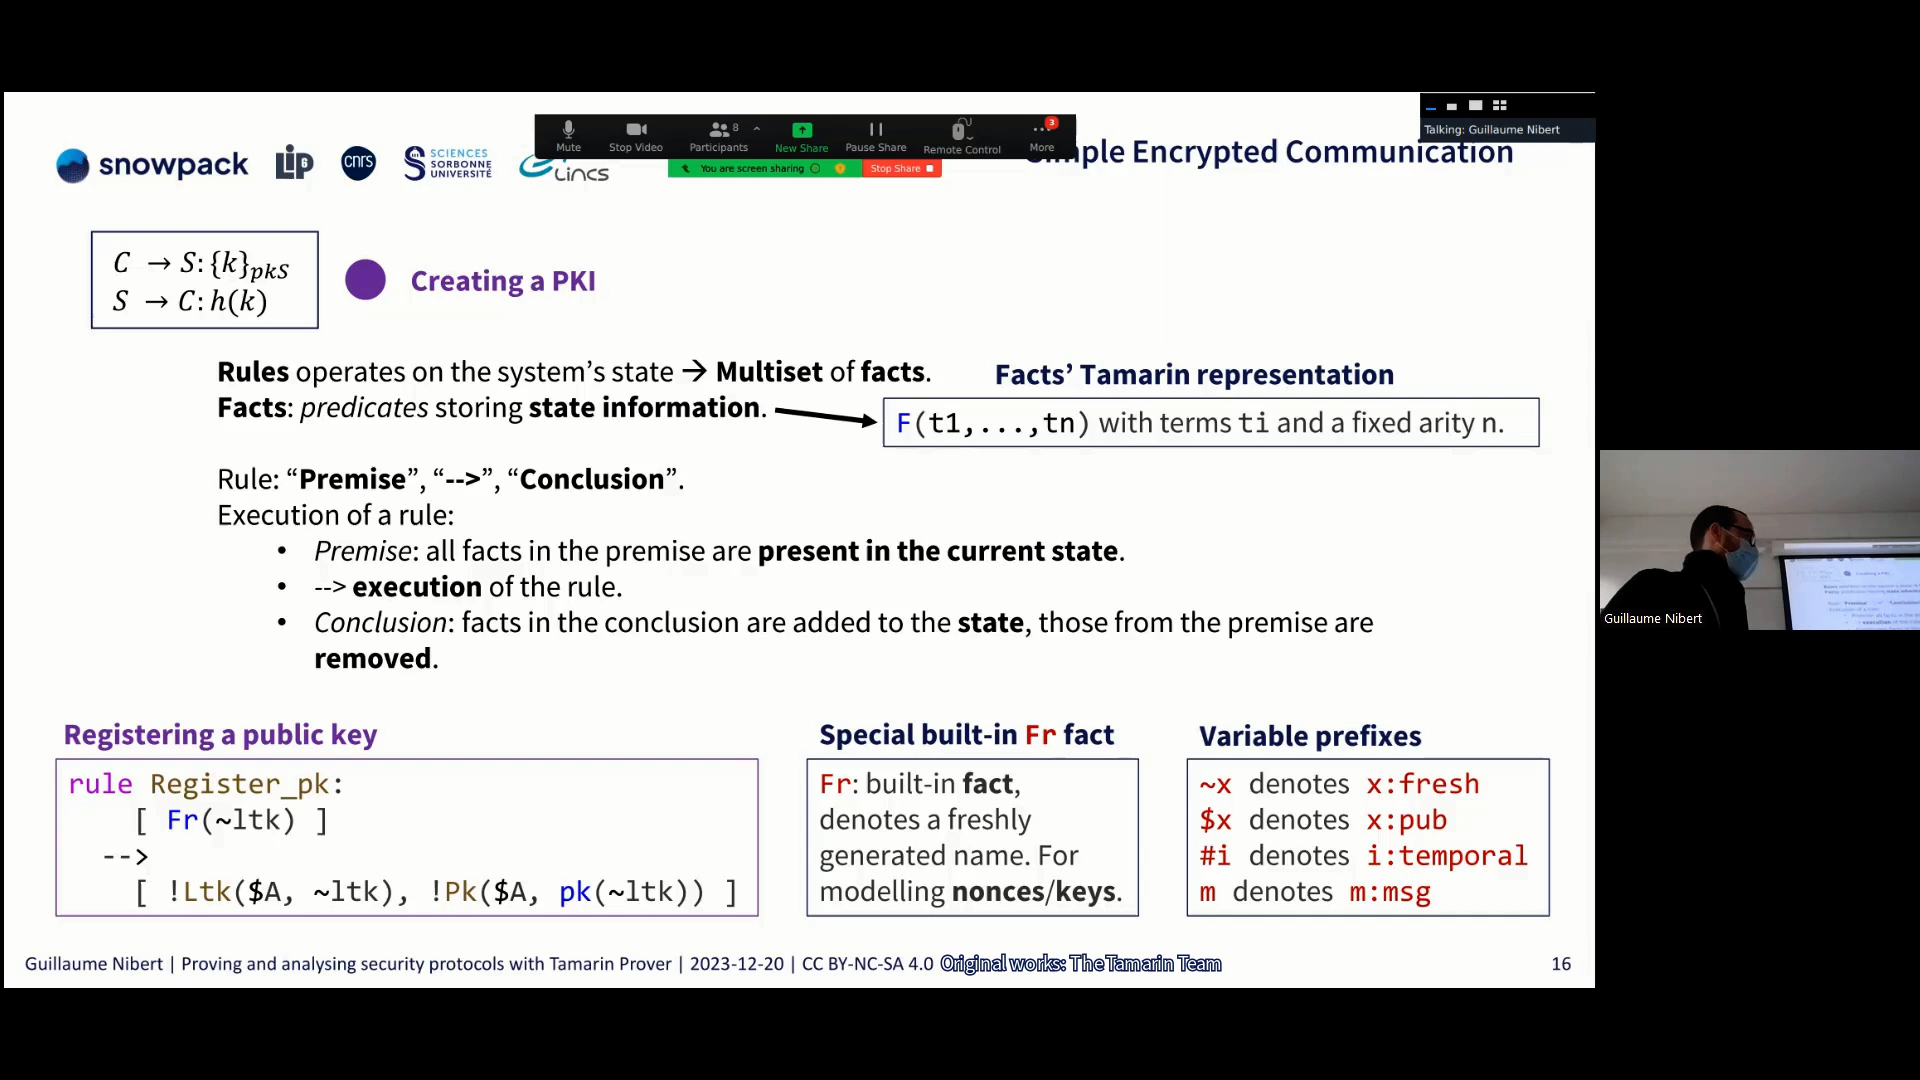 Talking: Guillaume Nibert
Mute
Stop Video
Participants 8
New Share
Pause Share
Remote Control
More 3
You are screen sharing
Stop Share
snowpack
LIP6
cnrs
SCIENCES
SORBONNE
UNIVERSITÉ
Lincs
Simple Encrypted Communication
C → S: {k}pkS
S → C: h(k)
Creating a PKI
Rules operates on the system’s state → Multiset of facts.
Facts: predicates storing state information.
Facts’ Tamarin representation
F(t1,...,tn) with terms ti and a fixed arity n.
Rule: “Premise”, “-->”, “Conclusion”.
Execution of a rule:
• Premise: all facts in the premise are present in the current state.
• --> execution of the rule.
• Conclusion: facts in the conclusion are added to the state, those from the premise are
removed.
Registering a public key
rule Register_pk:
[ Fr(~ltk) ]
-->
[ !Ltk($A, ~ltk), !Pk($A, pk(~ltk)) ]
Special built-in Fr fact
Fr: built-in fact,
denotes a freshly
generated name. For
modelling nonces/keys.
Variable prefixes
~x denotes x:fresh
$x denotes x:pub
#i denotes i:temporal
m denotes m:msg
Guillaume Nibert | Proving and analysing security protocols with Tamarin Prover | 2023-12-20 | CC BY-NC-SA 4.0 Original works: The Tamarin Team
16
Guillaume Nibert